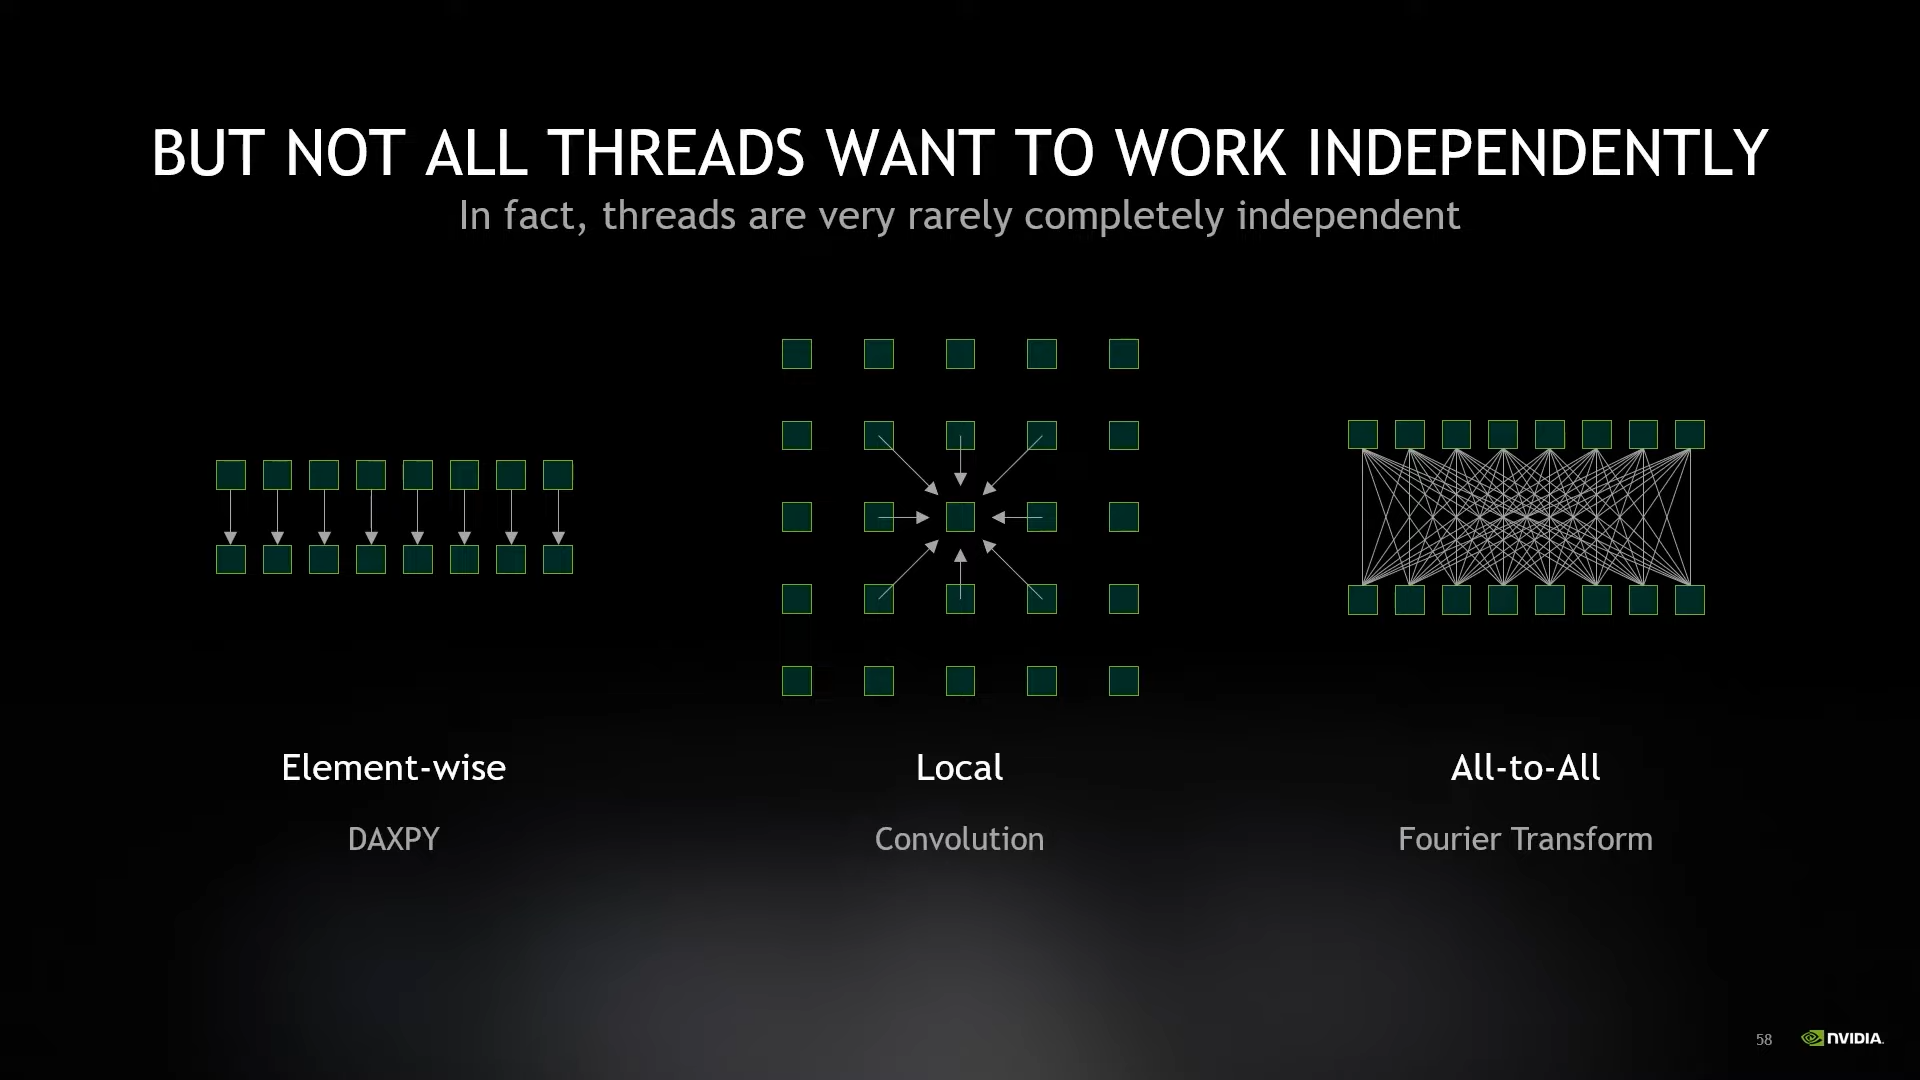 BUT NOT ALL THREADS WANT TO WORK INDEPENDENTLY
In fact, threads are very rarely completely independent
Element-wise
Local
All-to-All
DAXPY
Convolution
Fourier Transform
58
NVIDIA.